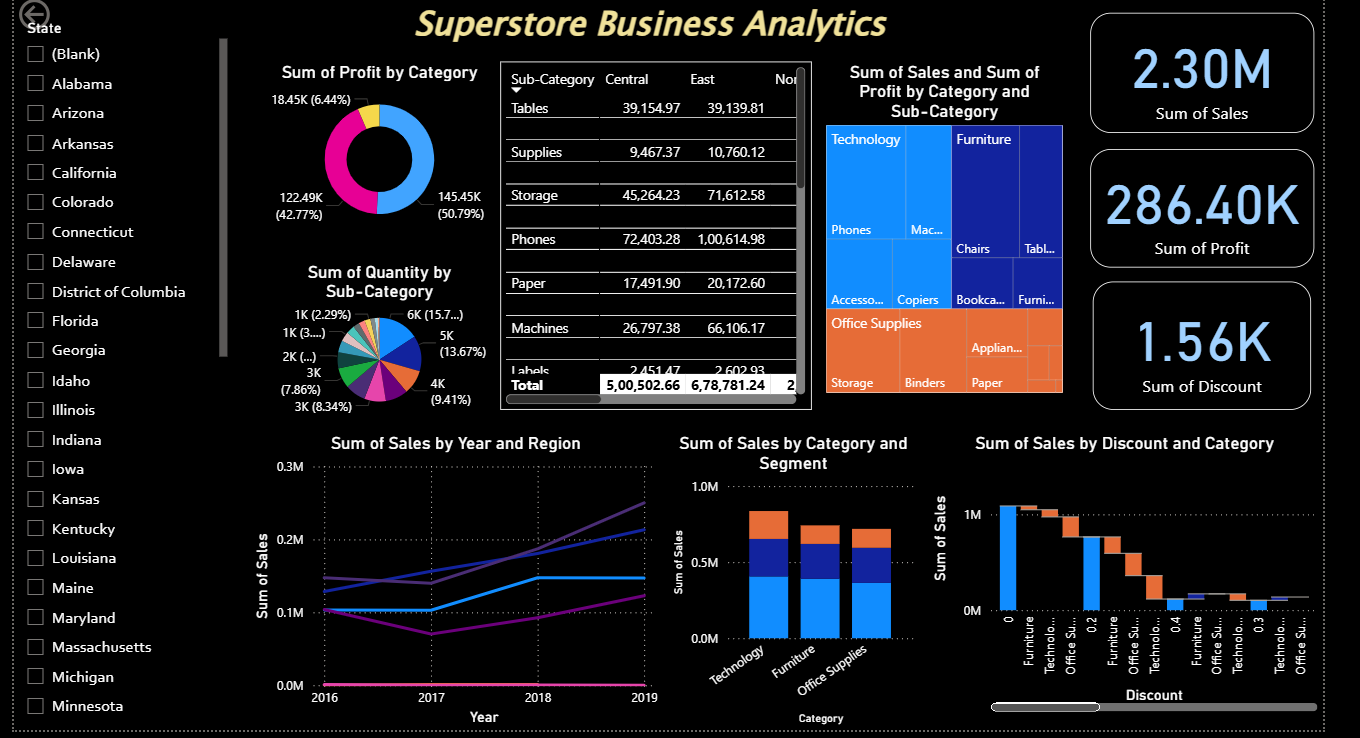 Superstore Business Analytics
State
(Blank)
Alabama
Arizona
Arkansas
California
Colorado
Connecticut
Delaware
District of Columbia
Florida
Georgia
Idaho
Illinois
Indiana
Iowa
Kansas
Kentucky
Louisiana
Maine
Maryland
Massachusetts
Michigan
Minnesota
Sum of Profit by Category
18.45K (6.44%)
122.49K
(42.77%)
145.45K
(50.79%)
Sum of Quantity by
Sub-Category
1K (2.29%)
6K (15.7...)
1K (3....)
5K
(13.67%)
2K (...)
3K
(7.86%)
4K
(9.41%)
3K (8.34%)
Sub-Category Central East Nor
Tables 39,154.97 39,139.81
Supplies 9,467.37 10,760.12
Storage 45,264.23 71,612.58
Phones 72,403.28 1,00,614.98
Paper 17,491.90 20,172.60
Machines 26,797.38 66,106.17
Labels 2,451.47 2,602.93
Total 5,00,502.66 6,78,781.24 2
Sum of Sales and Sum of
Profit by Category and
Sub-Category
Technology
Phones
Mac...
Accesso...
Copiers
Furniture
Chairs
Tabl...
Bookca...
Furni...
Office Supplies
Storage
Binders
Applian...
Paper
2.30M
Sum of Sales
286.40K
Sum of Profit
1.56K
Sum of Discount
Sum of Sales by Year and Region
Sum of Sales
0.3M
0.2M
0.1M
0.0M
2016 2017 2018 2019
Year
Sum of Sales by Category and
Segment
Sum of Sales
1.0M
0.5M
0.0M
Technology
Furniture
Office Supplies
Category
Sum of Sales by Discount and Category
Sum of Sales
1M
0M
0
Furniture
Technolo...
Office Su...
0.2
Furniture
Office Su...
Technolo...
0.4
Furniture
Office Su...
Technolo...
0.3
Technolo...
Office Su...
Discount